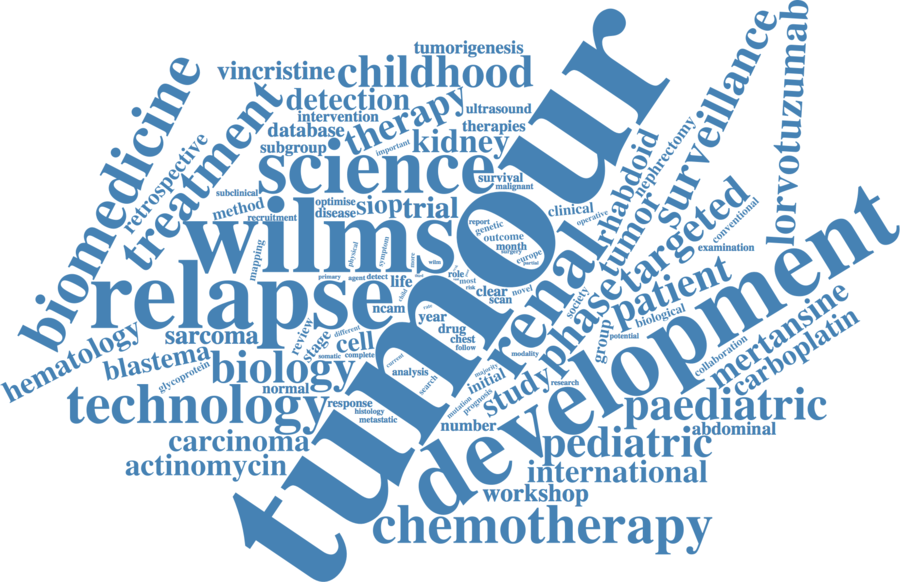 tumorigenesis
vincristine
childhood
detection
therapy
ultrasound
intervention
database
therapies
important
kidney
subgroup
science
survival
malignant
biomedicine
retrospective
treatment
subclinical
method
recruitment
optimise
disease
siop
trial
wilms
tumour
report
genetic
outcome
month
surgery
europe
partial
clinical
operative
rhabdoid
nephrectomy
tumor
surveillance
lorvotuzumab
conventional
examination
targeted
mapping
physical
symptom
more
wilm
primary
agent
detect
life
child
role
most
risk
clear
scan
novel
relapse
ncam
rate
year
drug
chest
follow
renal
phase
society
group
patient
biological
potential
development
collaboration
mertansine
carboplatin
hematology
sarcoma
blastema
glycoprotein
review
stage
different
cell
somatic
complete
biology
normal
current
analysis
search
modality
majority
initial
mutation
prognosis
study
research
number
technology
response
histology
metastatic
carcinoma
actinomycin
paediatric
abdominal
pediatric
international
workshop
chemotherapy